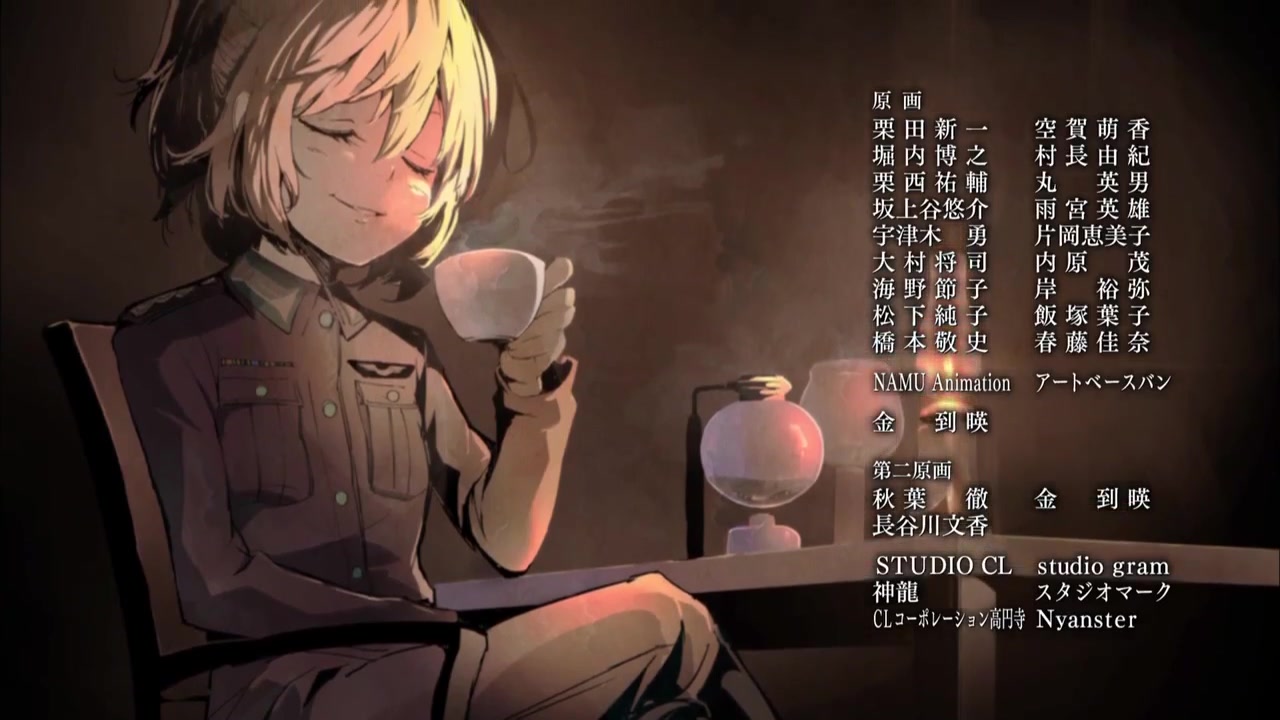 原画
栗田新一 空賀萌香
堀内博之 村長由紀
栗西祐輔 丸 英男
坂上谷悠介 雨宮英雄
宇津木 勇 片岡恵美子
大村将司 内原 茂
海野節子 岸 裕弥
松下純子 飯塚葉子
橋本敬史 春藤佳奈
NAMU Animation アートベースバン
金 到暎
第二原画
秋葉 徹 金 到暎
長谷川文香
STUDIO CL studio gram
神龍 スタジオマーク
CLコーポレーション高円寺 Nyanster